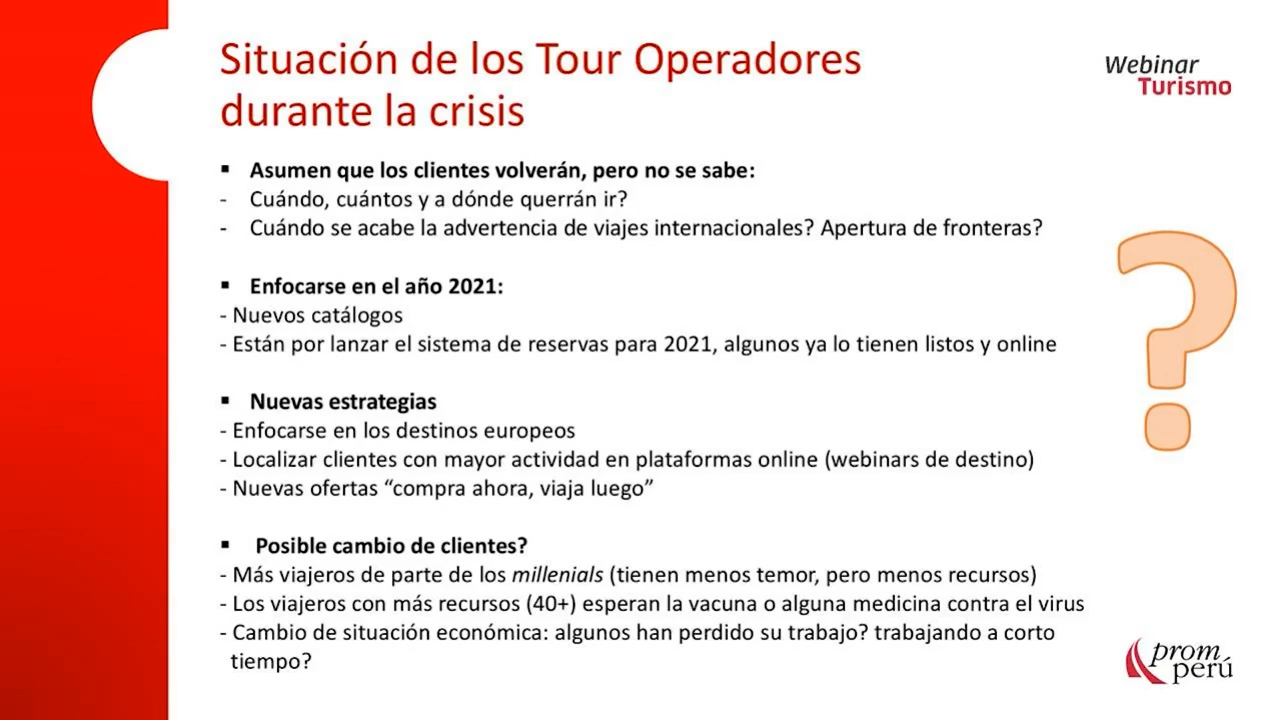 Situación de los Tour Operadores
durante la crisis
Webinar
Turismo
▪ Asumen que los clientes volverán, pero no se sabe:
- Cuándo, cuántos y a dónde querrán ir?
- Cuándo se acabe la advertencia de viajes internacionales? Apertura de fronteras?
▪ Enfocarse en el año 2021:
- Nuevos catálogos
- Están por lanzar el sistema de reservas para 2021, algunos ya lo tienen listos y online
▪ Nuevas estrategias
- Enfocarse en los destinos europeos
- Localizar clientes con mayor actividad en plataformas online (webinars de destino)
- Nuevas ofertas “compra ahora, viaja luego”
▪ Posible cambio de clientes?
- Más viajeros de parte de los millenials (tienen menos temor, pero menos recursos)
- Los viajeros con más recursos (40+) esperan la vacuna o alguna medicina contra el virus
- Cambio de situación económica: algunos han perdido su trabajo? trabajando a corto
tiempo?
?
prom
perú